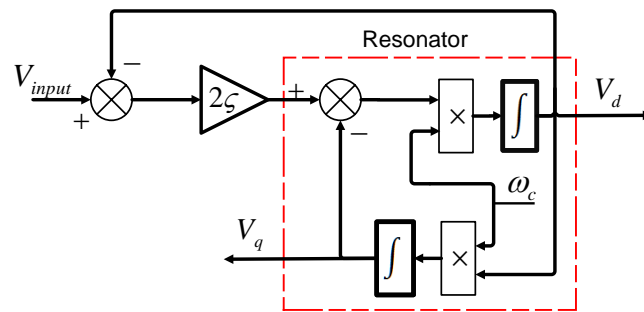 Resonator
−
V_input
+
2ς
+
−
×
∫
V_d
ω_c
V_q
∫
×